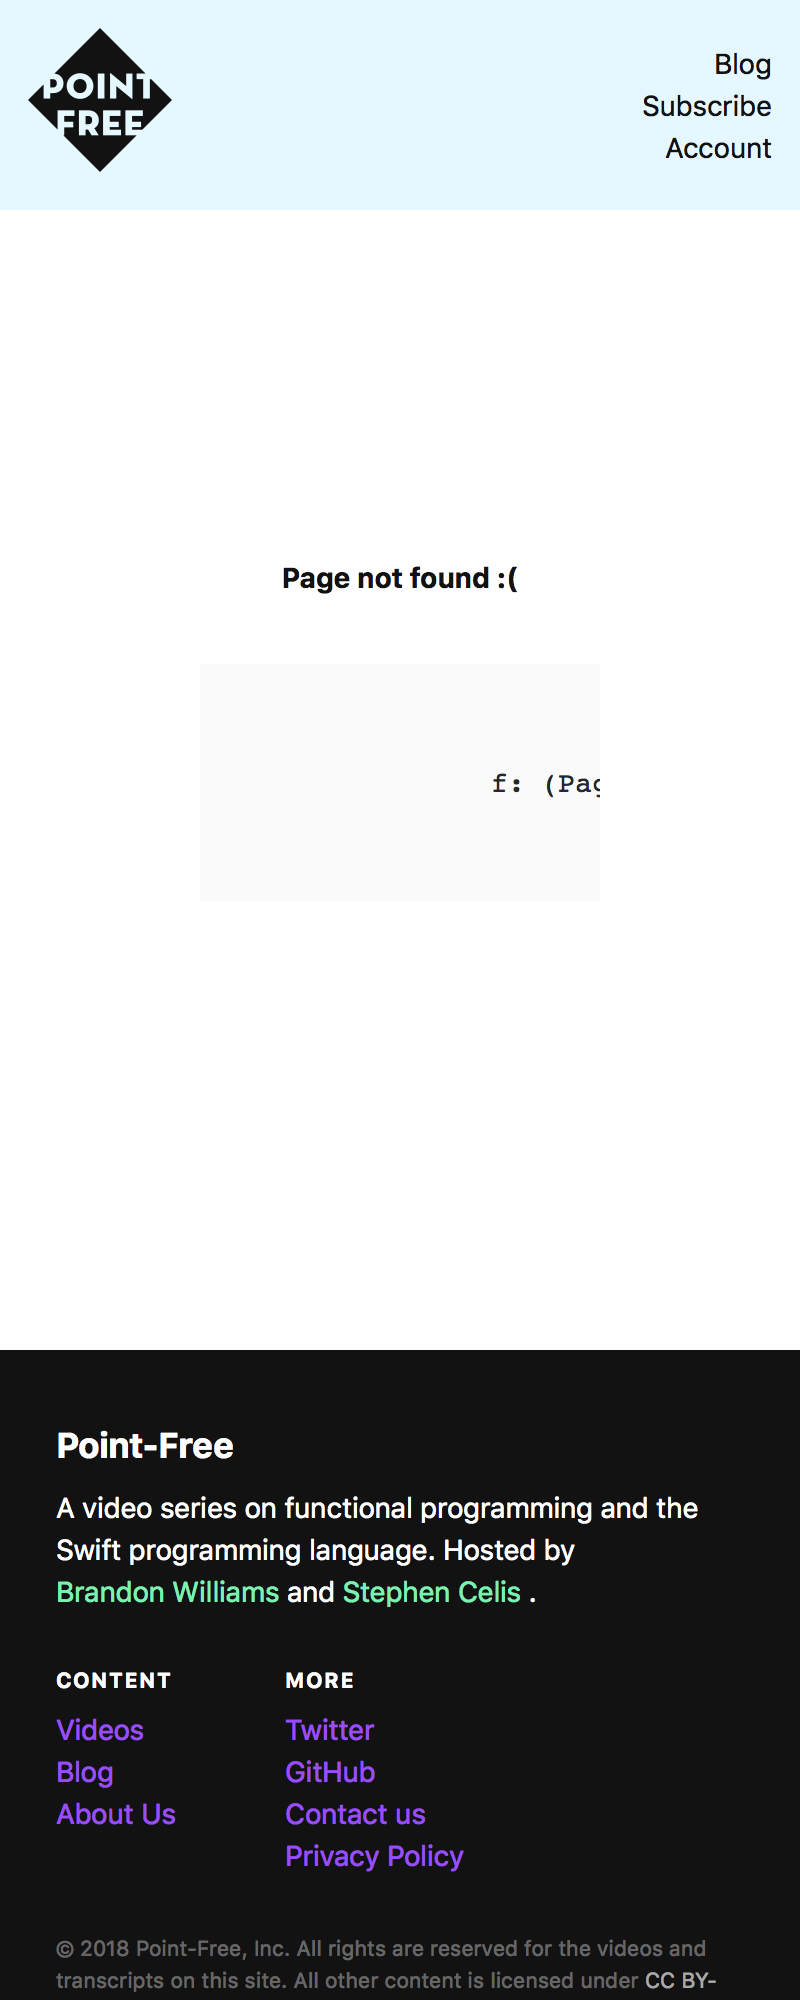 POINT
FREE
Blog
Subscribe
Account
Page not found :(
f: (Pag
Point-Free
A video series on functional programming and the
Swift programming language. Hosted by
Brandon Williams and Stephen Celis .
CONTENT
Videos
Blog
About Us
MORE
Twitter
GitHub
Contact us
Privacy Policy
© 2018 Point-Free, Inc. All rights are reserved for the videos and
transcripts on this site. All other content is licensed under CC BY-